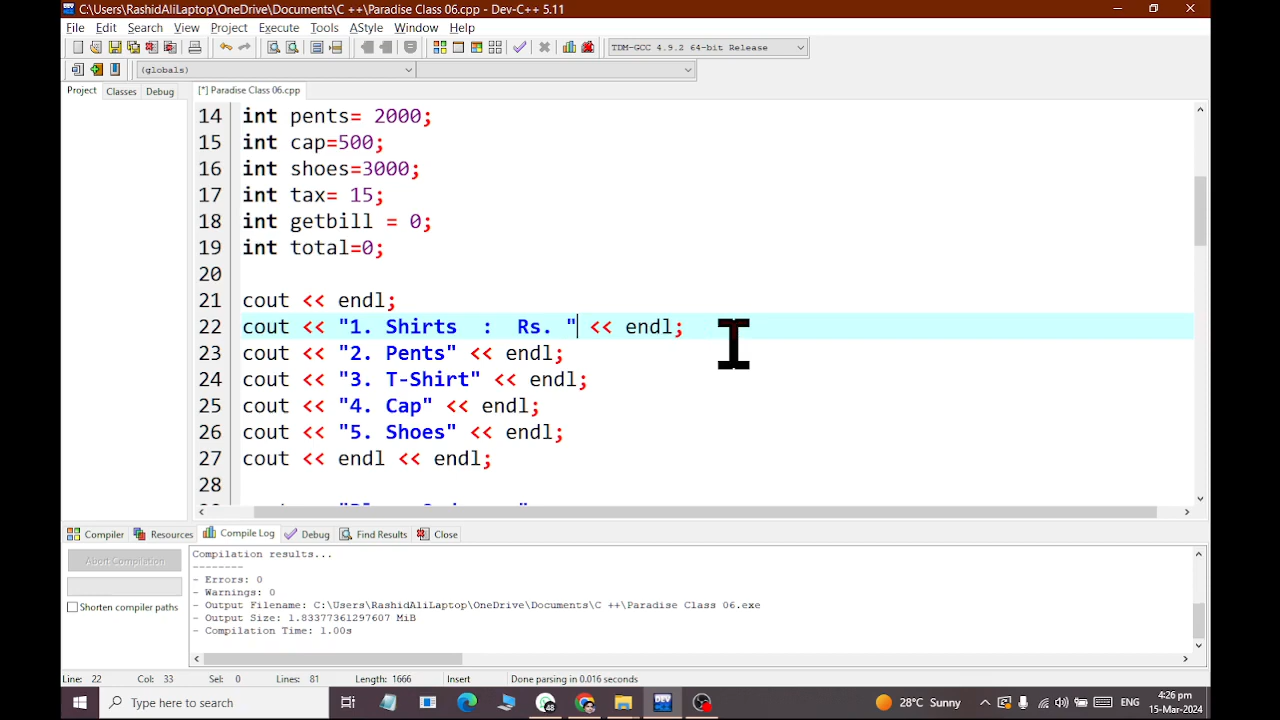 C:\Users\RashidAliLaptop\OneDrive\Documents\C ++\Paradise Class 06.cpp - Dev-C++ 5.11
File Edit Search View Project Execute Tools AStyle Window Help
TDM-GCC 4.9.2 64-bit Release
(globals)
Project Classes Debug [*] Paradise Class 06.cpp
14 int pents= 2000;
15 int cap=500;
16 int shoes=3000;
17 int tax= 15;
18 int getbill = 0;
19 int total=0;
20
21 cout << endl;
22 cout << "1. Shirts  :  Rs. " << endl;
23 cout << "2. Pents" << endl;
24 cout << "3. T-Shirt" << endl;
25 cout << "4. Cap" << endl;
26 cout << "5. Shoes" << endl;
27 cout << endl << endl;
28
Compiler Resources Compile Log Debug Find Results Close
Abort Compilation
Shorten compiler paths
Compilation results...
--------
- Errors: 0
- Warnings: 0
- Output Filename: C:\Users\RashidAliLaptop\OneDrive\Documents\C ++\Paradise Class 06.exe
- Output Size: 1.83377361297607 MiB
- Compilation Time: 1.00s
Line: 22 Col: 33 Sel: 0 Lines: 81 Length: 1666 Insert Done parsing in 0.016 seconds
Type here to search
28°C Sunny
4:26 pm
15-Mar-2024